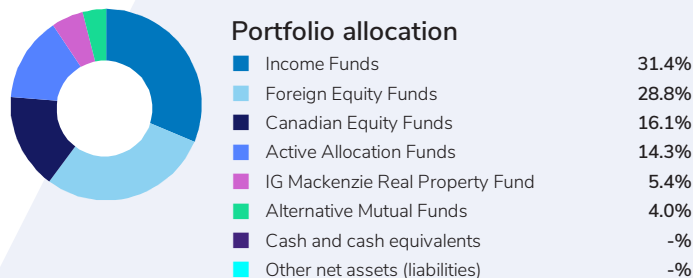 Portfolio allocation
Income Funds 31.4%
Foreign Equity Funds 28.8%
Canadian Equity Funds 16.1%
Active Allocation Funds 14.3%
IG Mackenzie Real Property Fund 5.4%
Alternative Mutual Funds 4.0%
Cash and cash equivalents -%
Other net assets (liabilities) -%